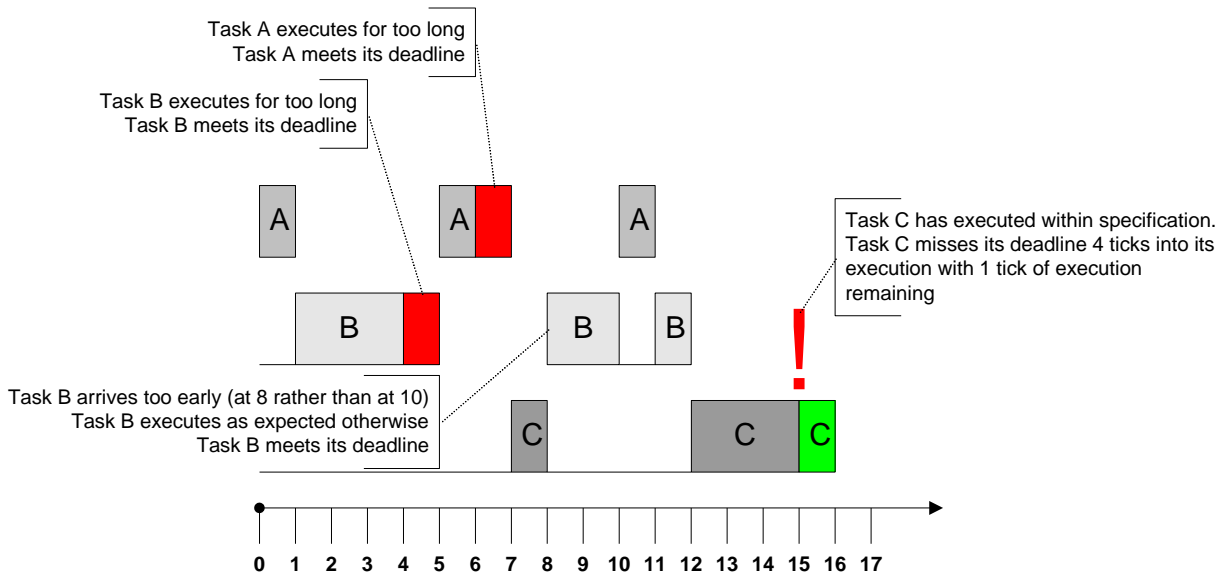 Task A executes for too long
Task A meets its deadline
Task B executes for too long
Task B meets its deadline
A
A
A
Task C has executed within specification.
Task C misses its deadline 4 ticks into its
execution with 1 tick of execution
remaining
B
B
B
!
Task B arrives too early (at 8 rather than at 10)
Task B executes as expected otherwise
Task B meets its deadline
C
C
C
0 1 2 3 4 5 6 7 8 9 10 11 12 13 14 15 16 17